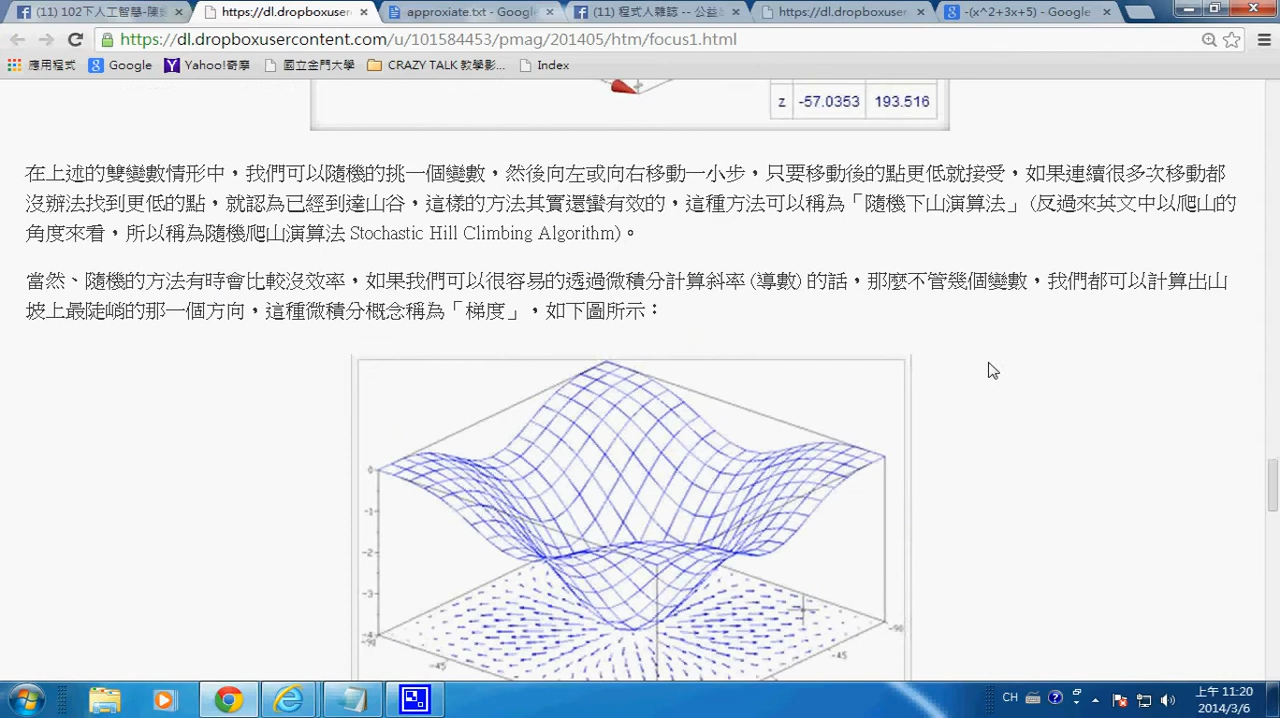 (11) 102下人工智慧-陳
https://dl.dropboxuser
approxiate.txt - Googl
(11) 程式人雜誌 -- 公益
https://dl.dropboxuser
-(x^2+3x+5) - Google
https://dl.dropboxusercontent.com/u/101584453/pmag/201405/htm/focus1.html
應用程式
Google
Yahoo!奇摩
國立金門大學
CRAZY TALK 教學影...
Index
z -57.0353 193.516
在上述的雙變數情形中，我們可以隨機的挑一個變數，然後向左或向右移動一小步，只要移動後的點更低就接受，如果連續很多次移動都
沒辦法找到更低的點，就認為已經到達山谷，這樣的方法其實還蠻有效的，這種方法可以稱為「隨機下山演算法」(反過來英文中以爬山的
角度來看，所以稱為隨機爬山演算法 Stochastic Hill Climbing Algorithm)。
當然、隨機的方法有時會比較沒效率，如果我們可以很容易的透過微積分計算斜率 (導數) 的話，那麼不管幾個變數，我們都可以計算出山
坡上最陡峭的那一個方向，這種微積分概念稱為「梯度」，如下圖所示：
0
-1
-2
-3
-4
-90
-45
-45
-90
CH
上午 11:20
2014/3/6